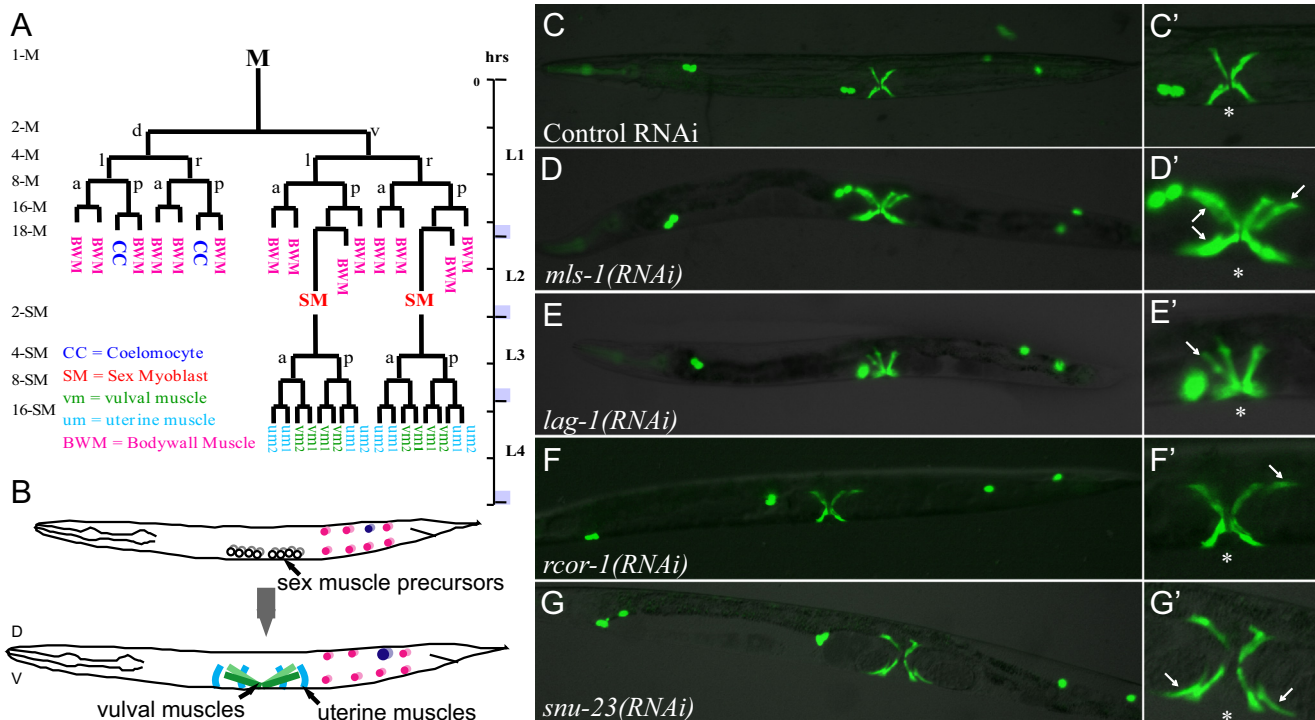 A
1-M
M
hrs
0
2-M
d
v
4-M
l
r
l
r
L1
8-M
a
p
a
p
a
p
a
p
16-M
18-M
BWM
BWM
CC
BWM
BWM
BWM
CC
BWM
BWM
BWM
BWM
BWM
BWM
BWM
BWM
BWM
L2
SM
SM
2-SM
CC = Coelomocyte
SM = Sex Myoblast
vm = vulval muscle
um = uterine muscle
BWM = Bodywall Muscle
4-SM
a
p
a
p
L3
8-SM
16-SM
um2
um1
vm2
vm1
vm1
vm2
um1
um2
um2
um1
vm2
vm1
vm1
vm2
um1
um2
L4
B
sex muscle precursors
D
V
vulval muscles
uterine muscles
C
Control RNAi
C'
*
D
mls-1(RNAi)
D'
*
E
lag-1(RNAi)
E'
*
F
rcor-1(RNAi)
F'
*
G
snu-23(RNAi)
G'
*